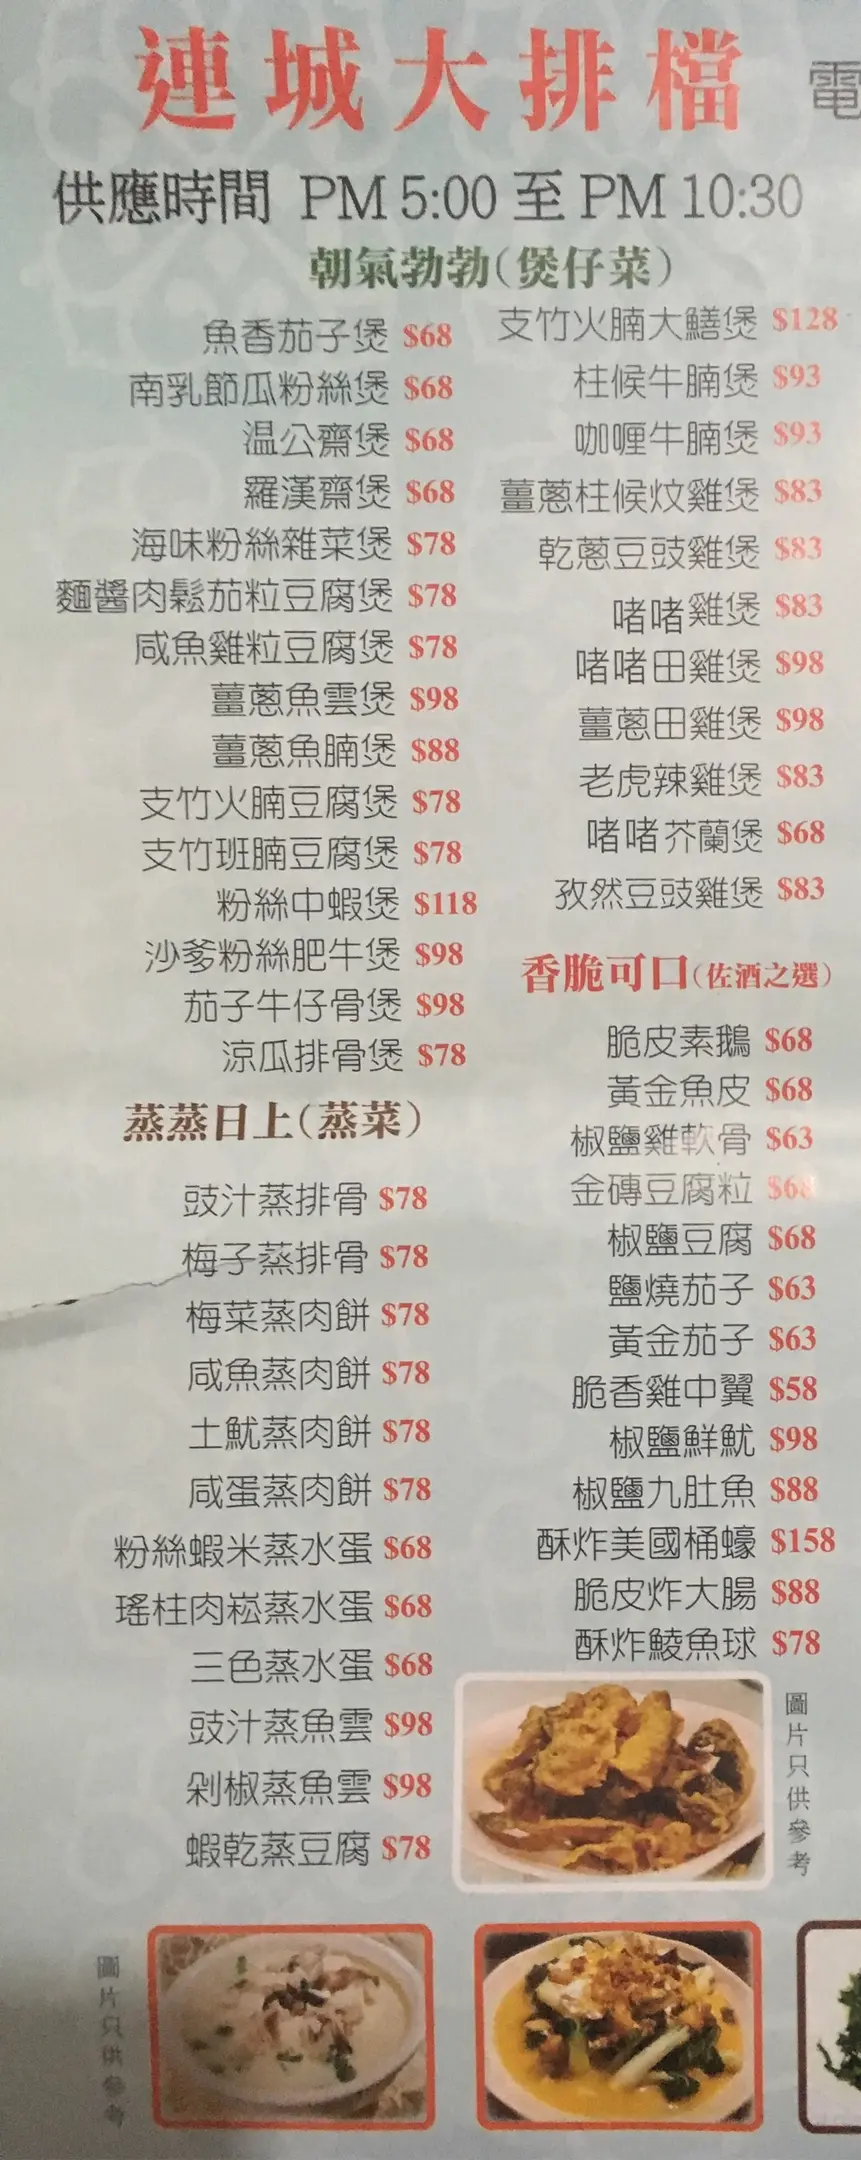 連城大排檔
電
供應時間 PM 5:00 至 PM 10:30
朝氣勃勃(煲仔菜)
魚香茄子煲 $68
南乳節瓜粉絲煲 $68
温公齋煲 $68
羅漢齋煲 $68
海味粉絲雜菜煲 $78
麵醬肉鬆茄粒豆腐煲 $78
咸魚雞粒豆腐煲 $78
薑蔥魚雲煲 $98
薑蔥魚腩煲 $88
支竹火腩豆腐煲 $78
支竹班腩豆腐煲 $78
粉絲中蝦煲 $118
沙爹粉絲肥牛煲 $98
茄子牛仔骨煲 $98
涼瓜排骨煲 $78
支竹火腩大鱔煲 $128
柱候牛腩煲 $93
咖喱牛腩煲 $93
薑蔥柱候炆雞煲 $83
乾蔥豆豉雞煲 $83
啫啫雞煲 $83
啫啫田雞煲 $98
薑蔥田雞煲 $98
老虎辣雞煲 $83
啫啫芥蘭煲 $68
孜然豆豉雞煲 $83
蒸蒸日上(蒸菜)
豉汁蒸排骨 $78
梅子蒸排骨 $78
梅菜蒸肉餅 $78
咸魚蒸肉餅 $78
土魷蒸肉餅 $78
咸蛋蒸肉餅 $78
粉絲蝦米蒸水蛋 $68
瑤柱肉崧蒸水蛋 $68
三色蒸水蛋 $68
豉汁蒸魚雲 $98
剁椒蒸魚雲 $98
蝦乾蒸豆腐 $78
香脆可口(佐酒之選)
脆皮素鵝 $68
黃金魚皮 $68
椒鹽雞軟骨 $63
金磚豆腐粒 $68
椒鹽豆腐 $68
鹽燒茄子 $63
黃金茄子 $63
脆香雞中翼 $58
椒鹽鮮魷 $98
椒鹽九肚魚 $88
酥炸美國桶蠔 $158
脆皮炸大腸 $88
酥炸鯪魚球 $78
圖片只供參考
圖片只供參考